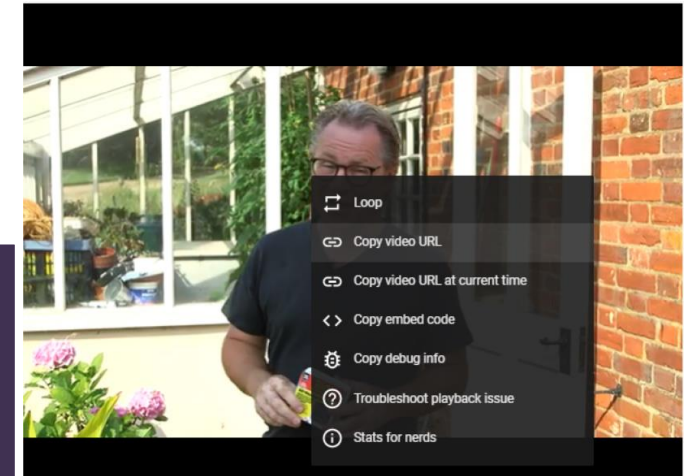 Loop
Copy video URL
Copy video URL at current time
Copy embed code
Copy debug info
Troubleshoot playback issue
Stats for nerds